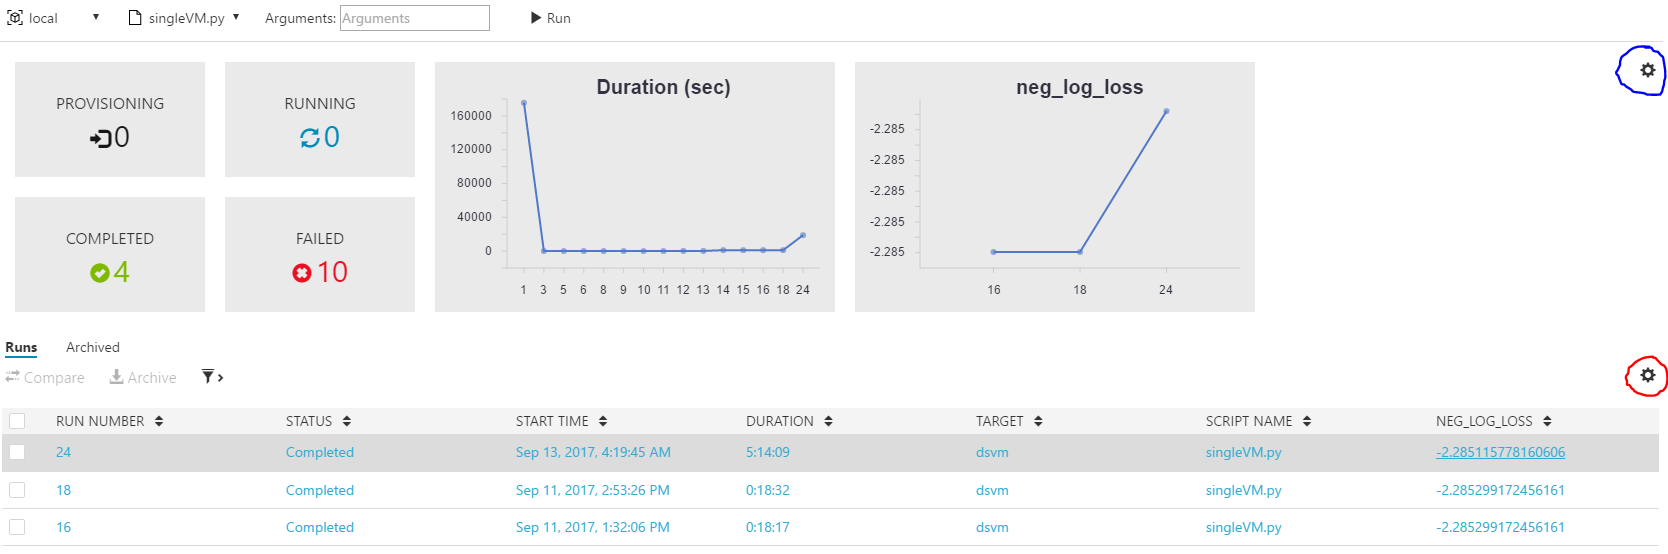 local singleVM.py Arguments: Arguments Run
PROVISIONING
0
RUNNING
0
COMPLETED
4
FAILED
10
Duration (sec)
160000
120000
80000
40000
0
1 3 5 6 8 9 10 11 12 13 14 15 16 18 24
neg_log_loss
-2.285
-2.285
-2.285
-2.285
-2.285
16 18 24
Runs Archived
Compare Archive
RUN NUMBER STATUS START TIME DURATION TARGET SCRIPT NAME NEG_LOG_LOSS
24 Completed Sep 13, 2017, 4:19:45 AM 5:14:09 dsvm singleVM.py -2.285115778160606
18 Completed Sep 11, 2017, 2:53:26 PM 0:18:32 dsvm singleVM.py -2.285299172456161
16 Completed Sep 11, 2017, 1:32:06 PM 0:18:17 dsvm singleVM.py -2.285299172456161